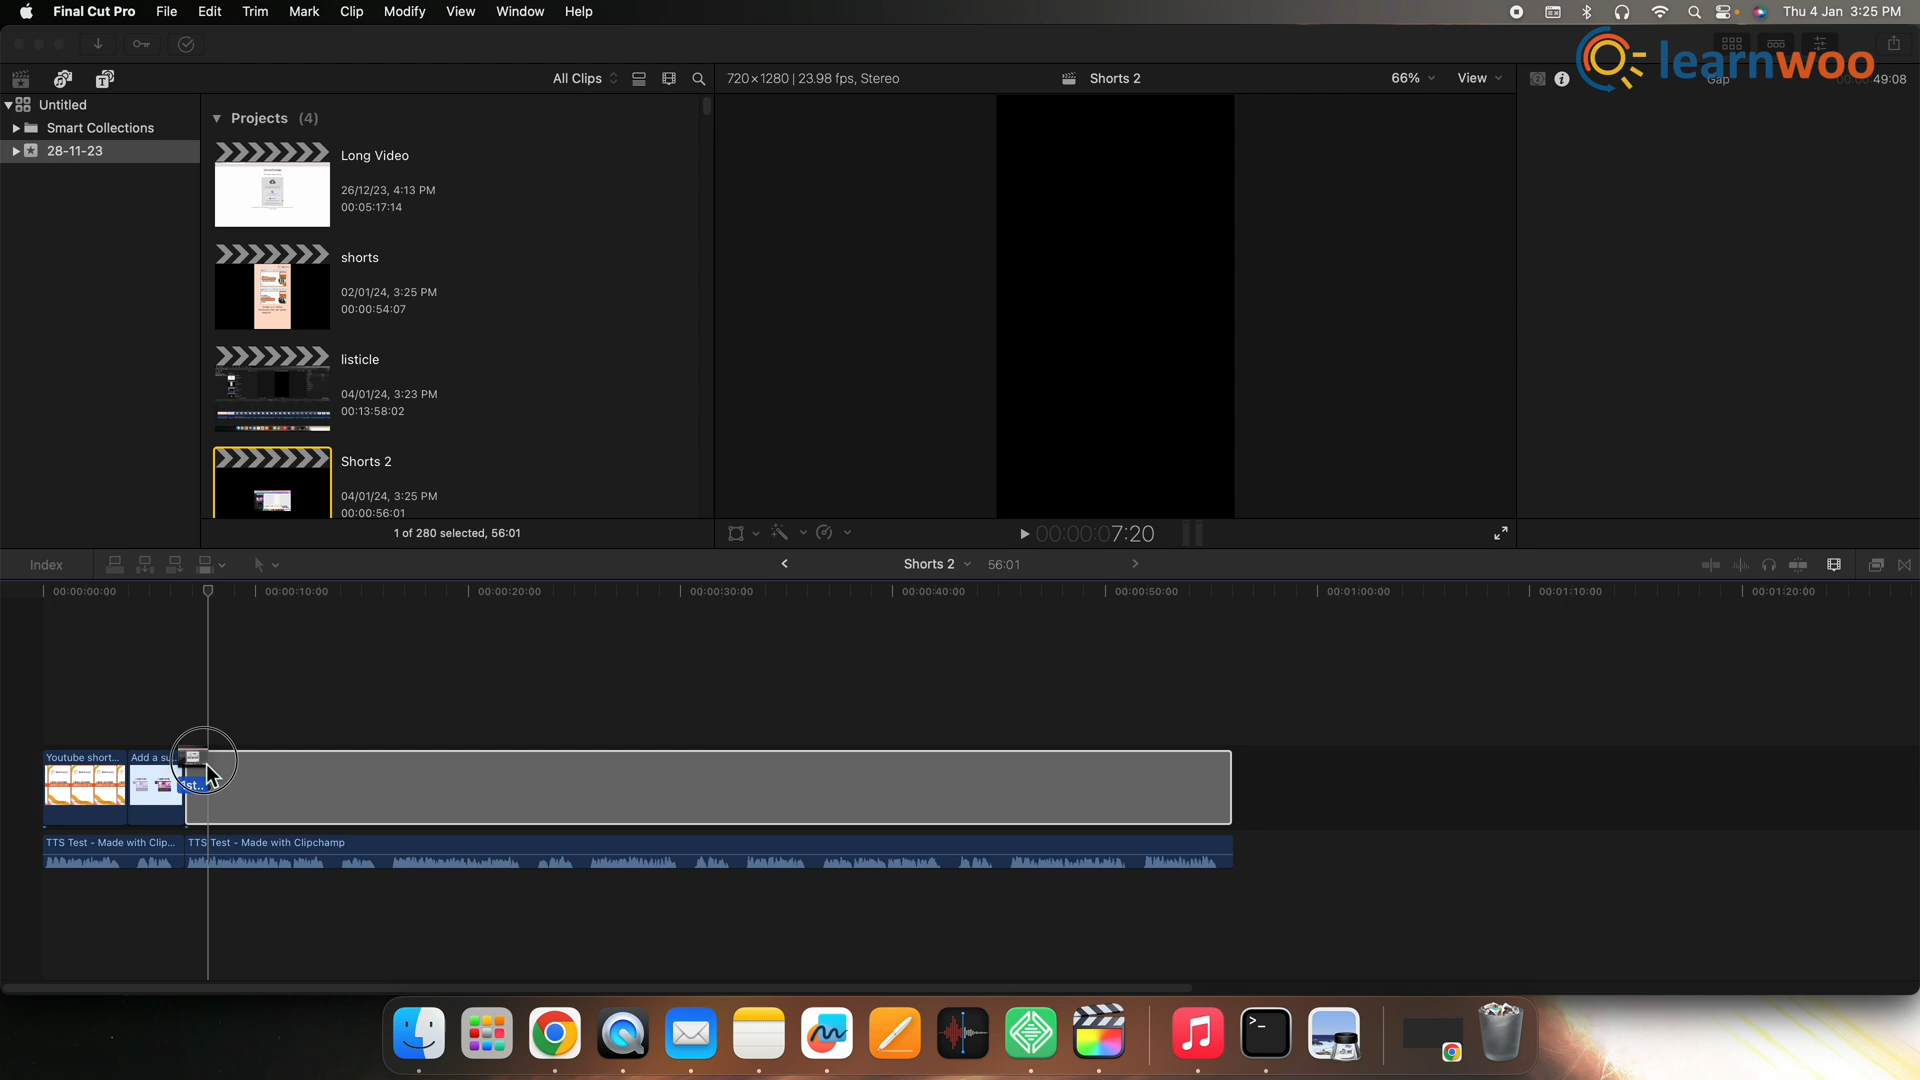 Final Cut Pro File Edit Trim Mark Clip Modify View Window Help Thu 4 Jan 3:25 PM
learnwoo
All Clips
720×1280 | 23.98 fps, Stereo
Shorts 2
66%
View
Gap
49:08
Untitled
Smart Collections
28-11-23
Projects (4)
Long Video
26/12/23, 4:13 PM
00:05:17:14
shorts
02/01/24, 3:25 PM
00:00:54:07
listicle
04/01/24, 3:23 PM
00:13:58:02
Shorts 2
04/01/24, 3:25 PM
00:00:56:01
1 of 280 selected, 56:01
00:00:07:20
Index
Shorts 2
56:01
00:00:00:00 00:00:10:00 00:00:20:00 00:00:30:00 00:00:40:00 00:00:50:00 00:01:00:00 00:01:10:00 00:01:20:00
Youtube short...
Add a su...
1st..
TTS Test - Made with Clip...
TTS Test - Made with Clipchamp